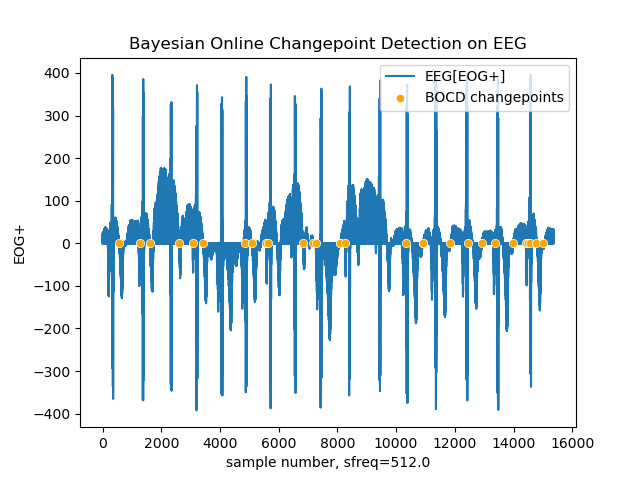 Bayesian Online Changepoint Detection on EEG
EEG[EOG+]
BOCD changepoints
400
300
200
100
0
−100
−200
−300
−400
EOG+
0 2000 4000 6000 8000 10000 12000 14000 16000
sample number, sfreq=512.0